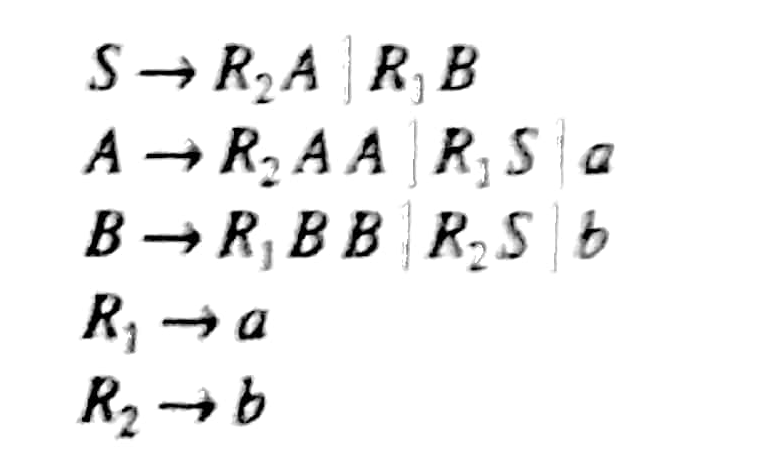 S → R₂A | R₁B
A → R₂AA | R₁S | a
B → R₁BB | R₂S | b
R₁ → a
R₂ → b